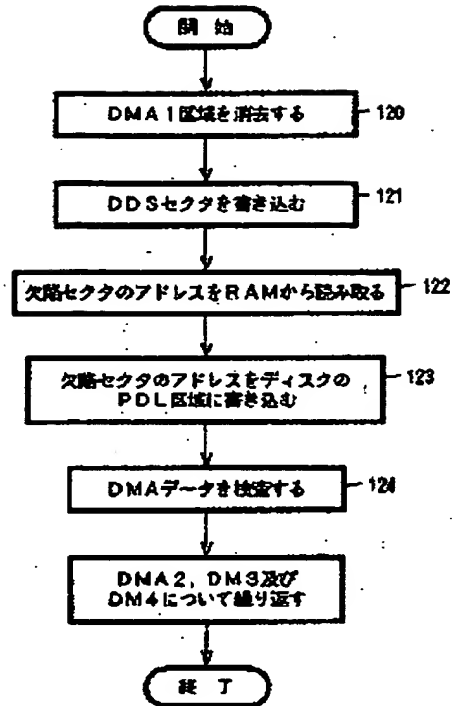 開始
DMA1区域を消去する
120
DDSセクタを書き込む
121
欠陥セクタのアドレスをRAMから読み取る
122
欠陥セクタのアドレスをディスクの
PDL区域に書き込む
123
DMAデータを検査する
124
DMA2，DM3及び
DM4について繰り返す
終了